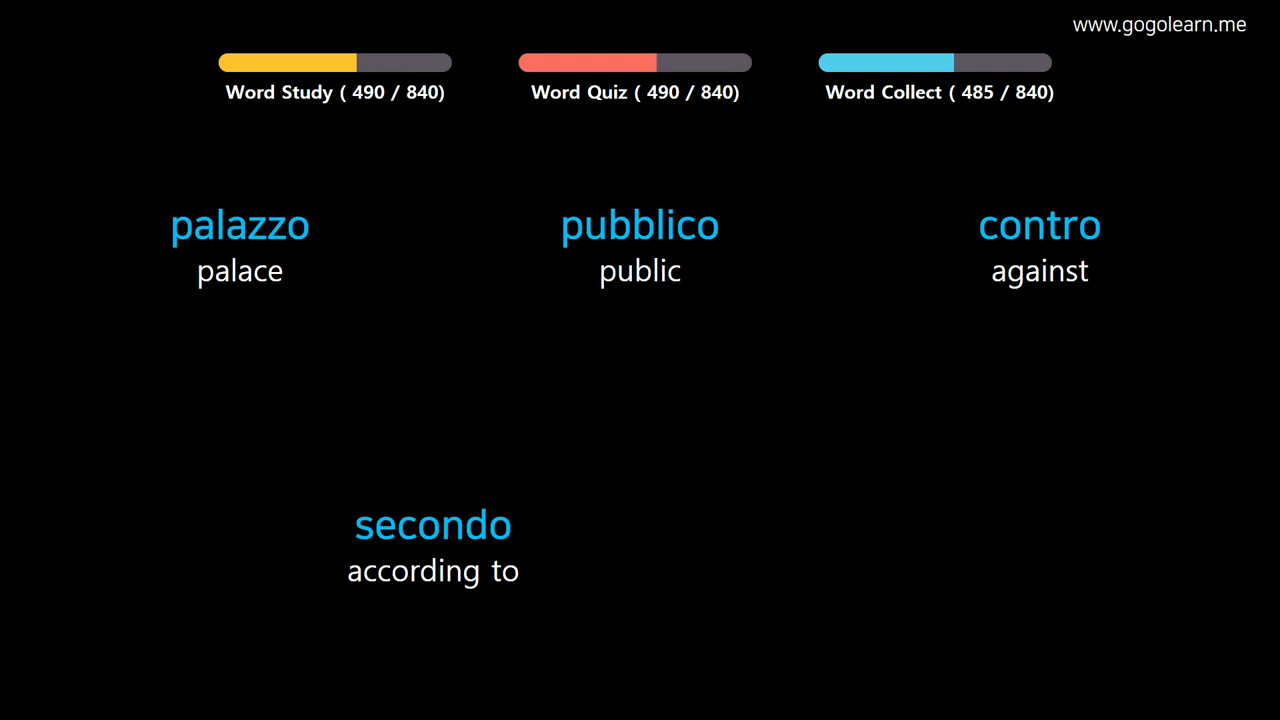 www.gogolearn.me
Word Study ( 490 / 840)
Word Quiz ( 490 / 840)
Word Collect ( 485 / 840)
palazzo
palace
pubblico
public
contro
against
secondo
according to